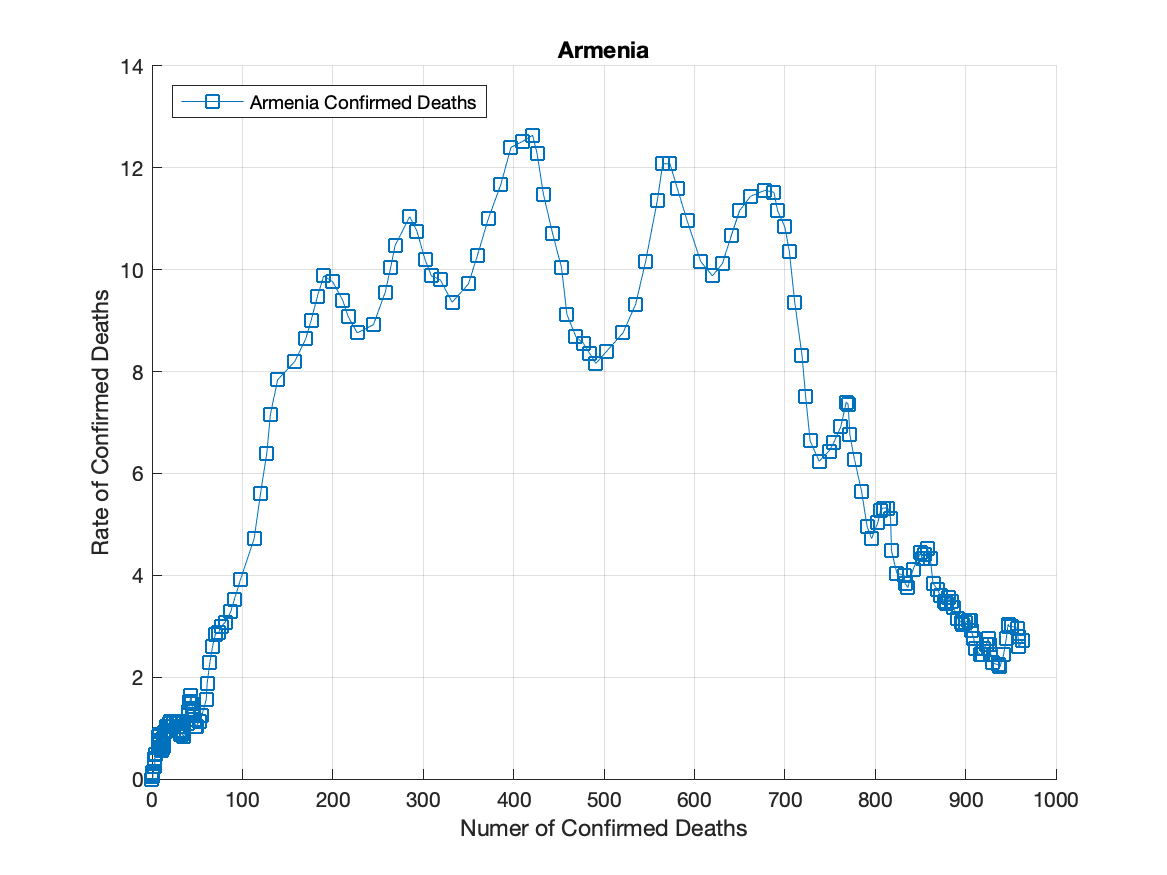 Armenia
14
Armenia Confirmed Deaths
12
10
8
6
4
2
0
Rate of Confirmed Deaths
0 100 200 300 400 500 600 700 800 900 1000
Numer of Confirmed Deaths